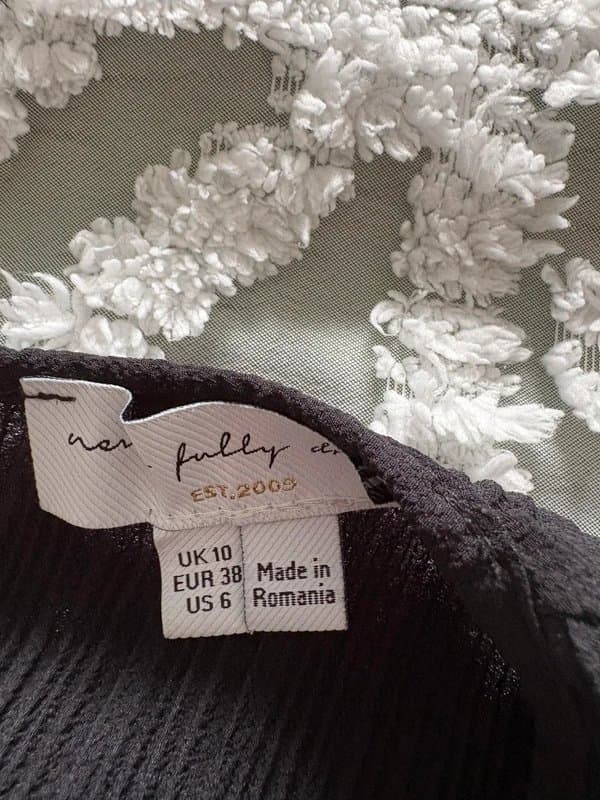 fully
EST.2009
UK 10
EUR 38
US 6
Made in
Romania